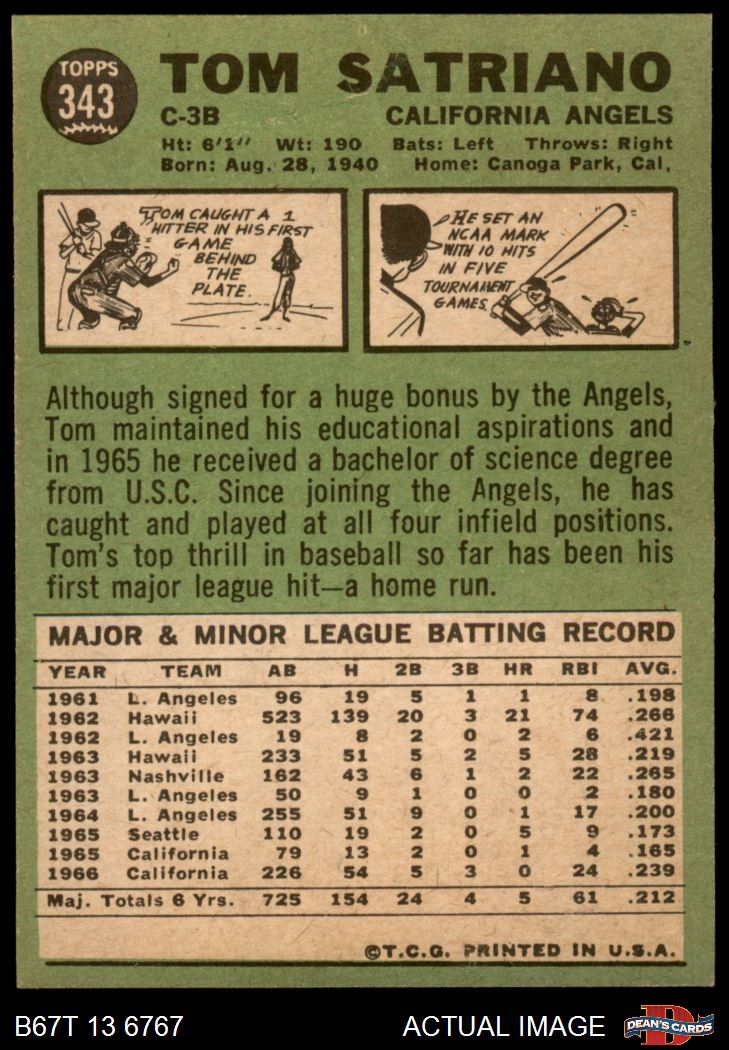 TOPPS
343
TOM SATRIANO
C-3B CALIFORNIA ANGELS
Ht: 6'1" Wt: 190 Bats: Left Throws: Right
Born: Aug. 28, 1940 Home: Canoga Park, Cal.
TOM CAUGHT A 1
HITTER IN HIS FIRST
GAME
BEHIND
THE
PLATE.
HE SET AN
NCAA MARK
WITH 10 HITS
IN FIVE
TOURNAMENT
GAMES.
Although signed for a huge bonus by the Angels,
Tom maintained his educational aspirations and
in 1965 he received a bachelor of science degree
from U.S.C. Since joining the Angels, he has
caught and played at all four infield positions.
Tom's top thrill in baseball so far has been his
first major league hit—a home run.
MAJOR & MINOR LEAGUE BATTING RECORD
YEAR TEAM AB H 2B 3B HR RBI AVG.
1961 L. Angeles 96 19 5 1 1 8 .198
1962 Hawaii 523 139 20 3 21 74 .266
1962 L. Angeles 19 8 2 0 2 6 .421
1963 Hawaii 233 51 5 2 5 28 .219
1963 Nashville 162 43 6 1 2 22 .265
1963 L. Angeles 50 9 1 0 0 2 .180
1964 L. Angeles 255 51 9 0 1 17 .200
1965 Seattle 110 19 2 0 5 9 .173
1965 California 79 13 2 0 1 4 .165
1966 California 226 54 5 3 0 24 .239
Maj. Totals 6 Yrs. 725 154 24 4 5 61 .212
©T.C.G. PRINTED IN U.S.A.
B67T 13 6767 ACTUAL IMAGE DEAN'S CARDS